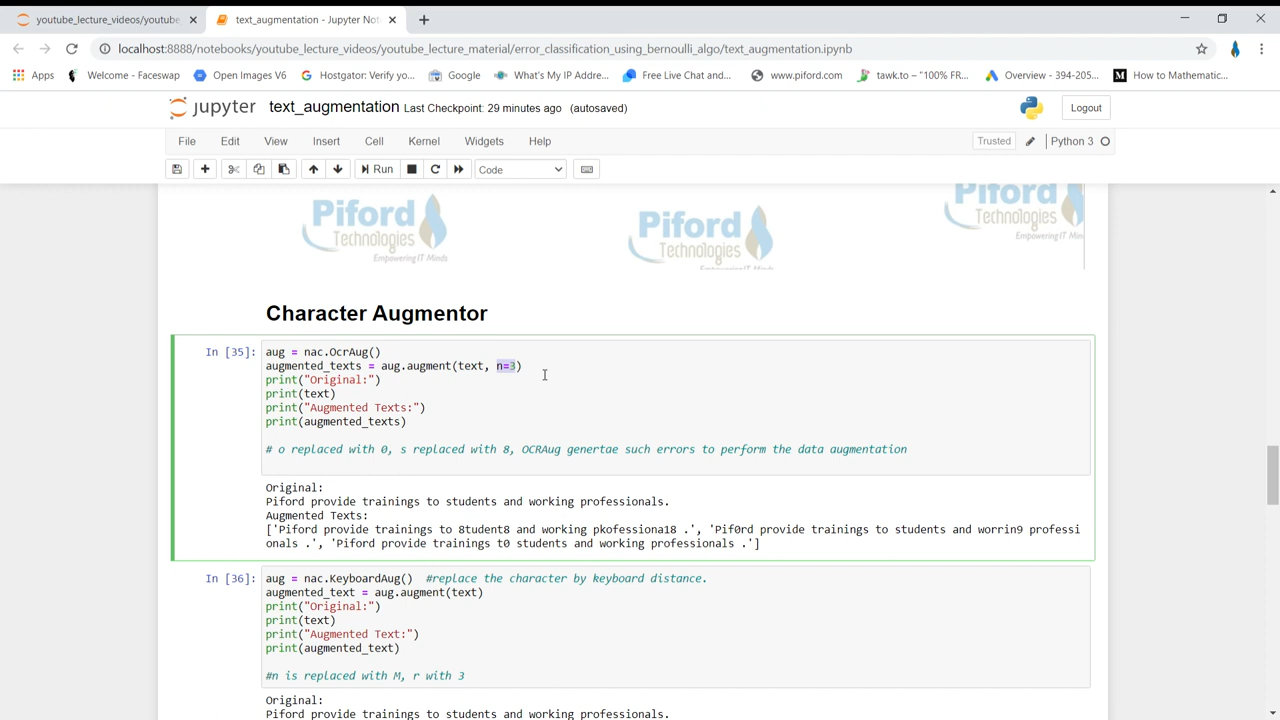 youtube_lecture_videos/youtube_
text_augmentation - Jupyter Not
localhost:8888/notebooks/youtube_lecture_videos/youtube_lecture_material/error_classification_using_bernoulli_algo/text_augmentation.ipynb
Apps
Welcome - Faceswap
Open Images V6
Hostgator: Verify yo...
Google
What's My IP Addre...
Free Live Chat and...
www.piford.com
tawk.to – "100% FR...
Overview - 394-205...
How to Mathematic...
jupyter text_augmentation Last Checkpoint: 29 minutes ago (autosaved)
Logout
File Edit View Insert Cell Kernel Widgets Help
Trusted
Python 3
Run
Code
Piford
Technologies
Empowering IT Minds
Piford
Technologies
Empowering IT Minds
Piford
Technologies
Empowering IT Min
Character Augmentor
In [35]: aug = nac.OcrAug()
augmented_texts = aug.augment(text, n=3)
print("Original:")
print(text)
print("Augmented Texts:")
print(augmented_texts)
# o replaced with 0, s replaced with 8, OCRAug genertae such errors to perform the data augmentation
Original:
Piford provide trainings to students and working professionals.
Augmented Texts:
['Piford provide trainings to 8tudent8 and working pkofessiona18 .', 'Pif0rd provide trainings to students and worrin9 professi
onals .', 'Piford provide trainings t0 students and working professionals .']
In [36]: aug = nac.KeyboardAug()  #replace the character by keyboard distance.
augmented_text = aug.augment(text)
print("Original:")
print(text)
print("Augmented Text:")
print(augmented_text)
#n is replaced with M, r with 3
Original:
Piford provide trainings to students and working professionals.